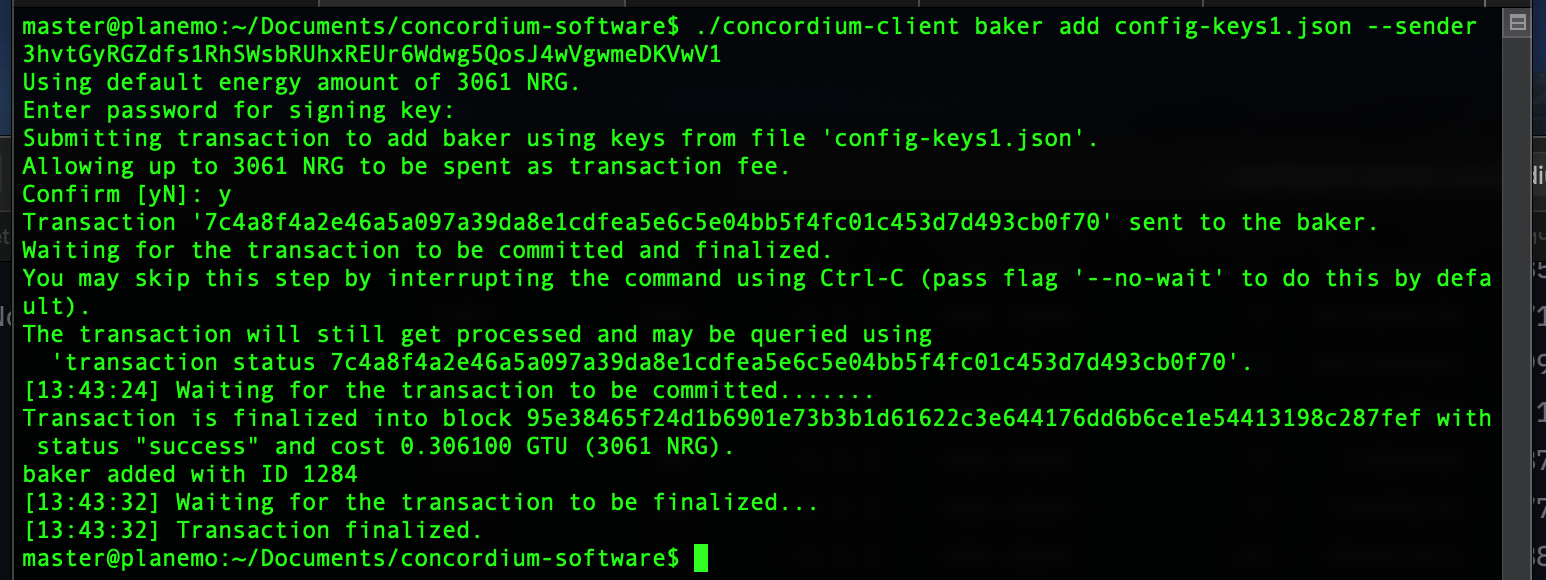 master@planemo:~/Documents/concordium-software$ ./concordium-client baker add config-keys1.json --sender
3hvtGyRGZdfs1RhSWsbRUhxREUr6Wdwg5QosJ4wVgwmeDKVwV1
Using default energy amount of 3061 NRG.
Enter password for signing key:
Submitting transaction to add baker using keys from file 'config-keys1.json'.
Allowing up to 3061 NRG to be spent as transaction fee.
Confirm [yN]: y
Transaction '7c4a8f4a2e46a5a097a39da8e1cdfea5e6c5e04bb5f4fc01c453d7d493cb0f70' sent to the baker.
Waiting for the transaction to be committed and finalized.
You may skip this step by interrupting the command using Ctrl-C (pass flag '--no-wait' to do this by defa
ult).
The transaction will still get processed and may be queried using
  'transaction status 7c4a8f4a2e46a5a097a39da8e1cdfea5e6c5e04bb5f4fc01c453d7d493cb0f70'.
[13:43:24] Waiting for the transaction to be committed.......
Transaction is finalized into block 95e38465f24d1b6901e73b3b1d61622c3e644176dd6b6ce1e54413198c287fef with
 status "success" and cost 0.306100 GTU (3061 NRG).
baker added with ID 1284
[13:43:32] Waiting for the transaction to be finalized...
[13:43:32] Transaction finalized.
master@planemo:~/Documents/concordium-software$